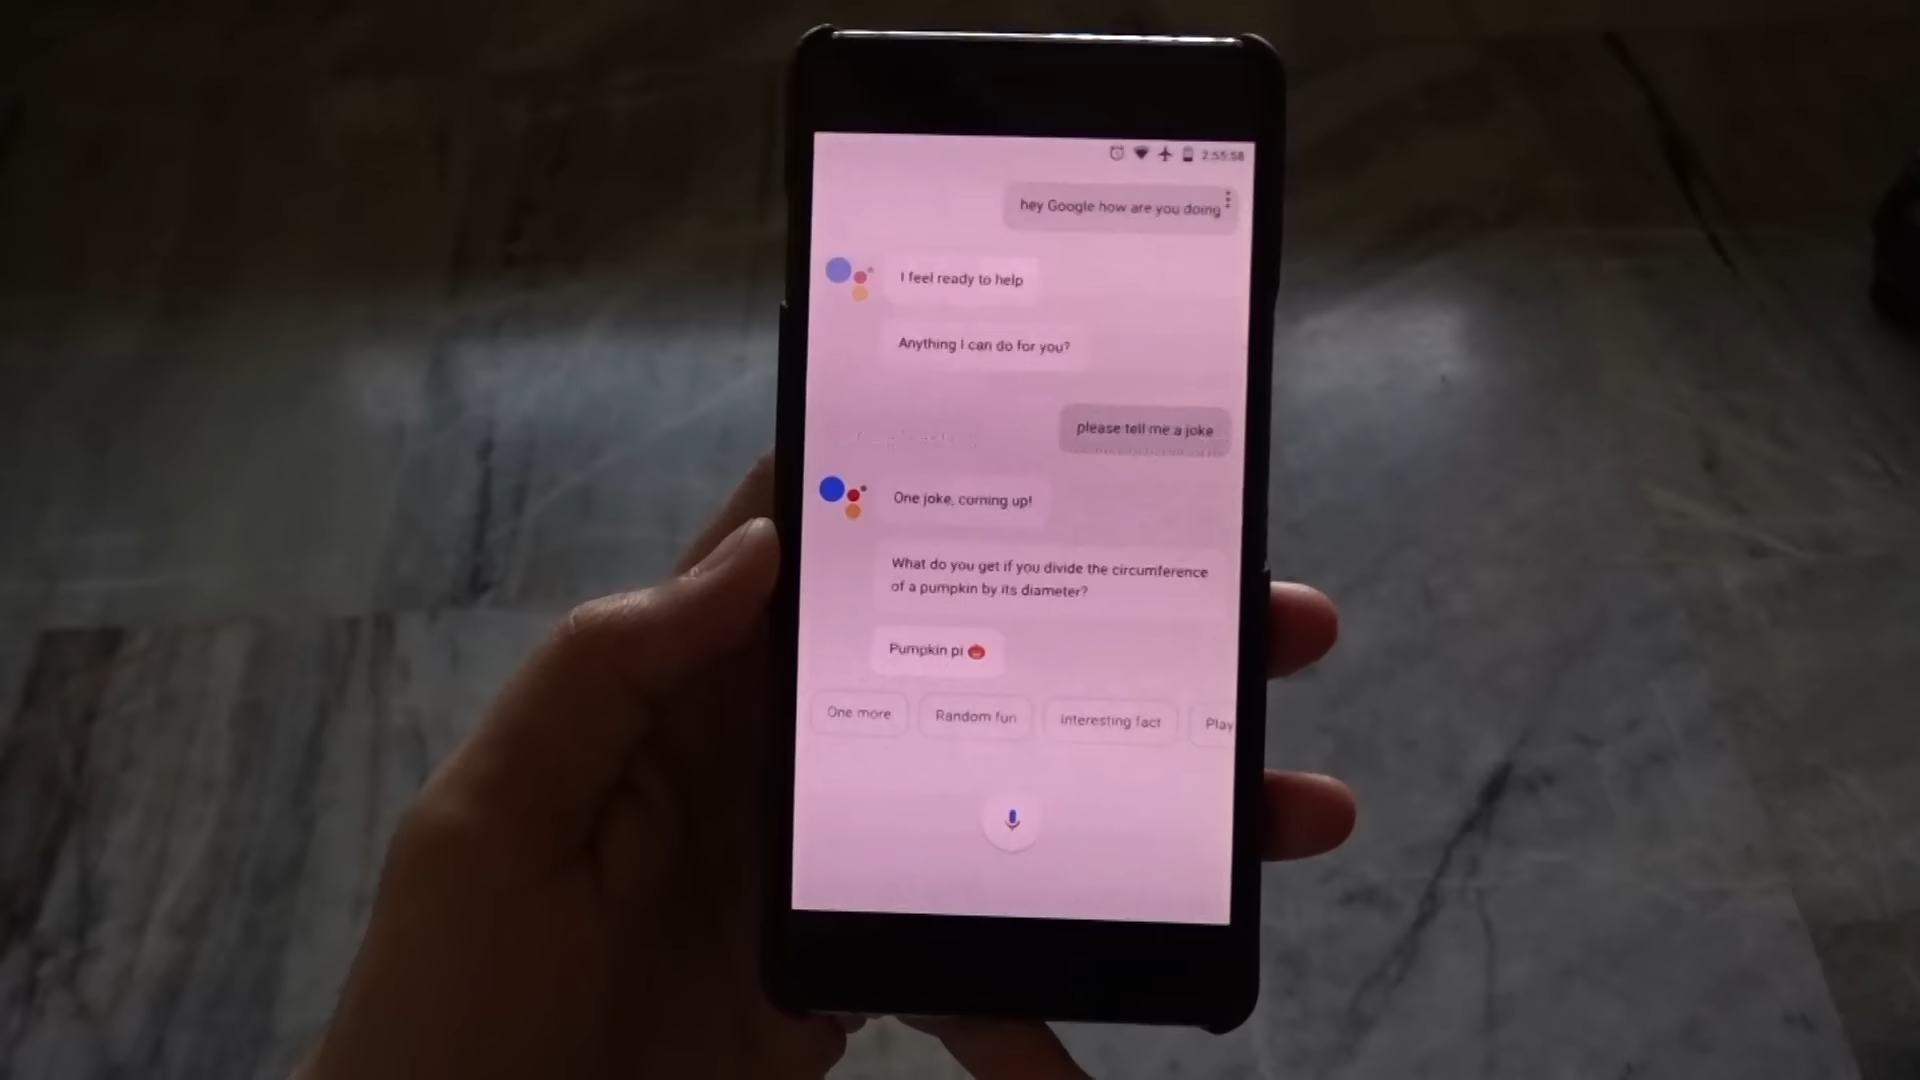 2:55:58
hey Google how are you doing
I feel ready to help
Anything I can do for you?
please tell me a joke
One joke, coming up!
What do you get if you divide the circumference
of a pumpkin by its diameter?
Pumpkin pi
One more
Random fun
Interesting fact
Play